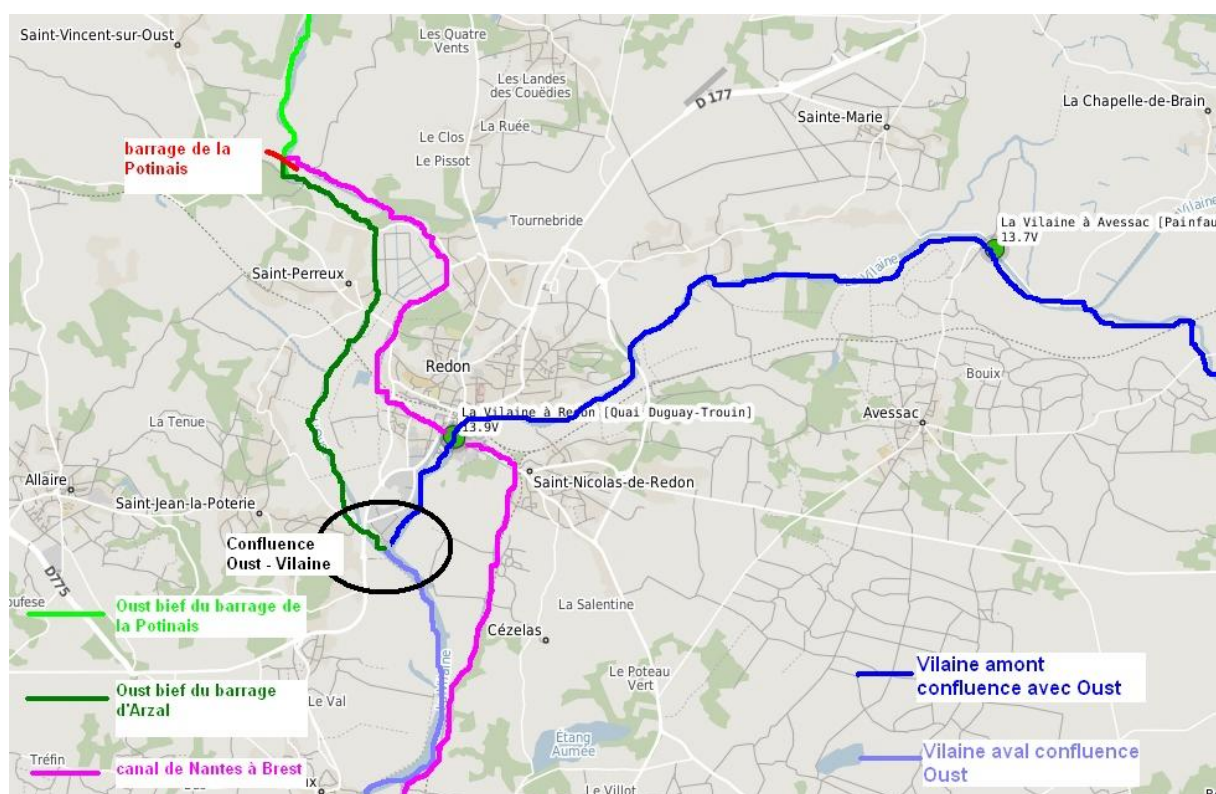 Saint-Vincent-sur-Oust
Les Quatre
Vents
Les Landes
des Couëdies
D 177
La Chapelle-de-Brain
Sainte-Marie
La Ruée
Le Clos
Le Pissot
barrage de la
Potinais
Tournebride
Vilaine
La Vilaine à Avessac [Painfau
13.7V
Vilaine
Saint-Perreux
Redon
Bouix
La Vilaine à Redon [Quai Duguay-Trouin]
13.9V
Avessac
La Tenue
Allaire
Saint-Nicolas-de-Redon
Saint-Jean-la-Poterie
Confluence
Oust - Vilaine
D775
oufese
Oust bief du barrage de
la Potinais
La Salentine
Cézelas
Le Poteau
Vert
Vilaine amont
confluence avec Oust
Oust bief du barrage
d'Arzal
Le Val
Étang
Aumée
Vilaine aval confluence
Oust
Tréfin
canal de Nantes à Brest
Le Villot